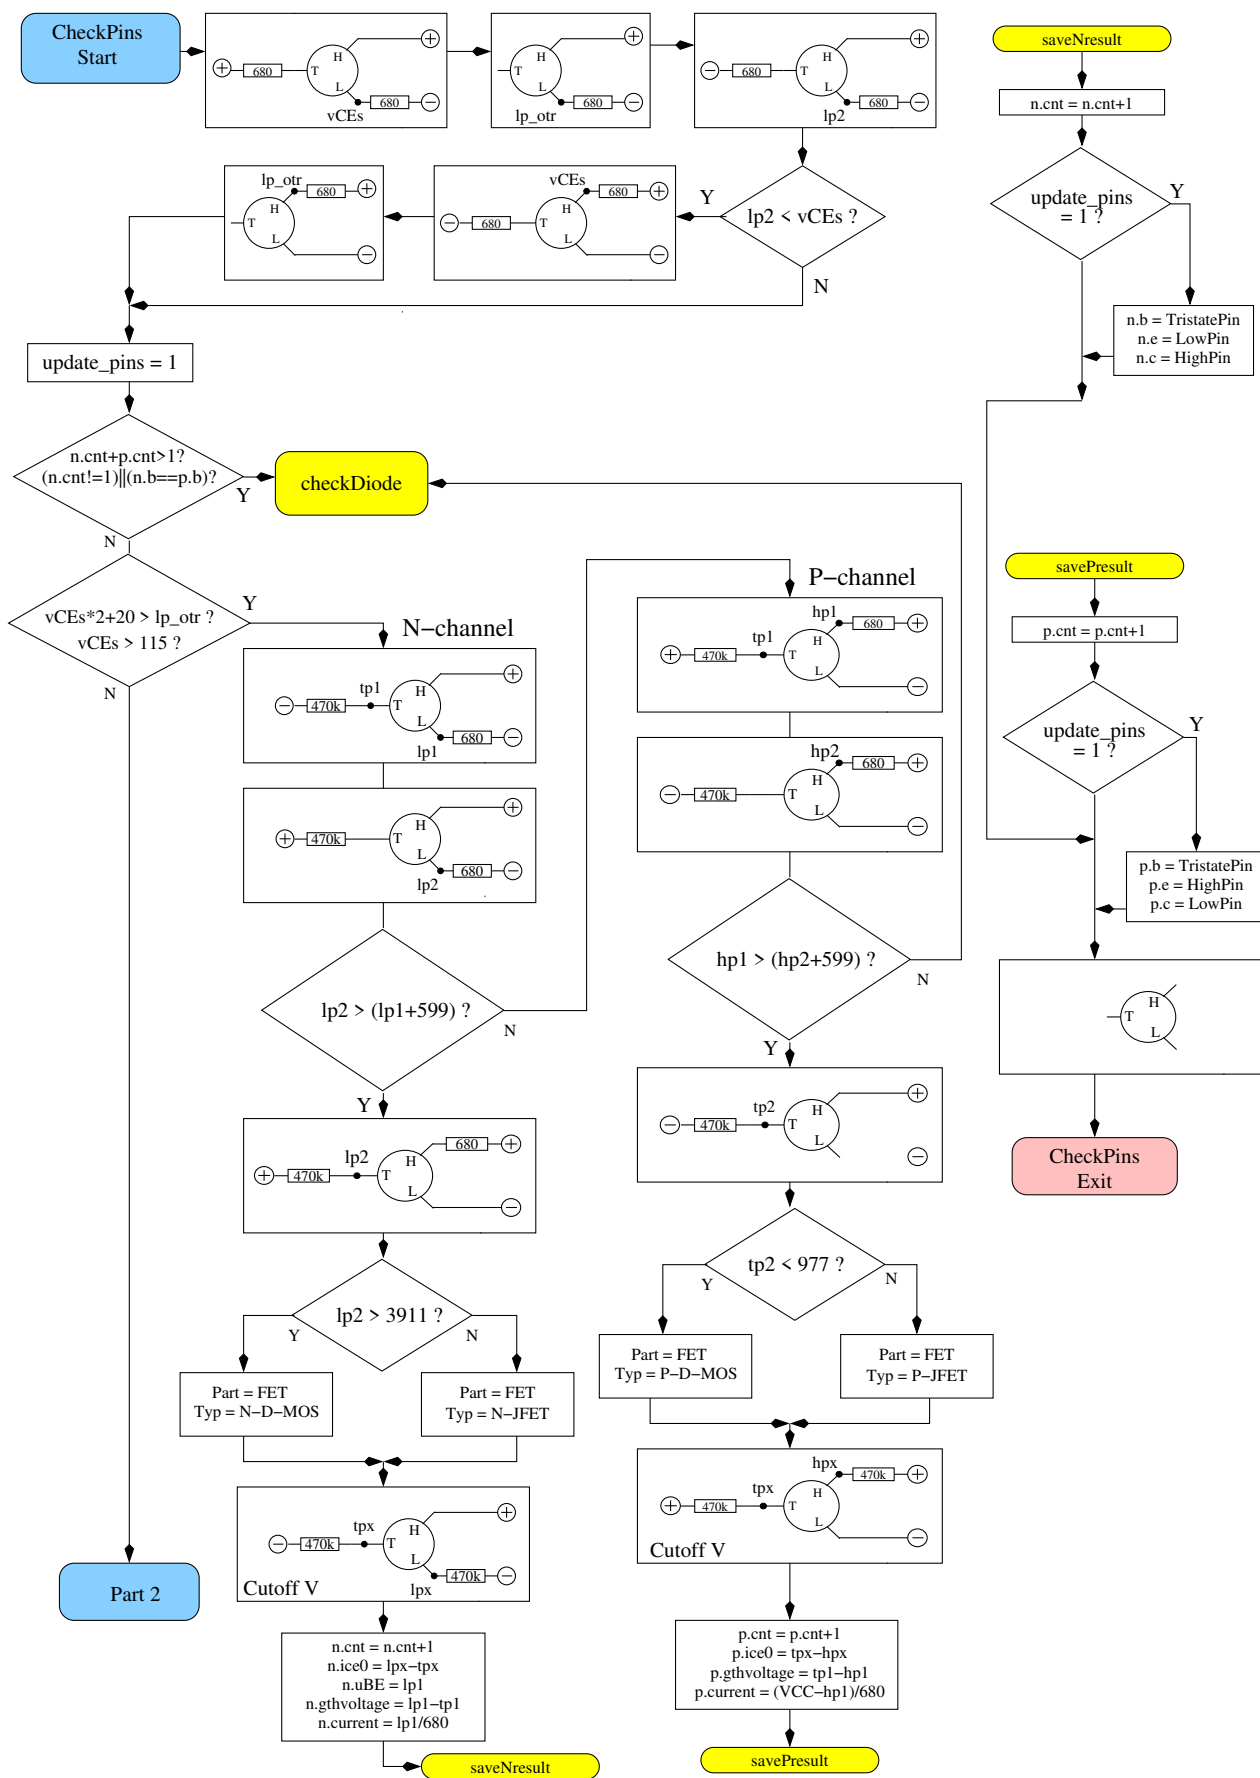 CheckPins
Start
H
T
680
L
680
vCEs
H
T
L
lp_otr
H
T
680
L
680
lp2
lp2 < vCEs ?
Y
N
vCEs
680
H
680
T
L
lp_otr
680
H
T
L
update_pins = 1
n.cnt+p.cnt>1?
(n.cnt!=1)||(n.b==p.b)?
Y
N
checkDiode
vCEs*2+20 > lp_otr ?
vCEs > 115 ?
Y
N
Part 2
N-channel
tp1
H
470k
T
L
680
lp1
H
470k
T
L
680
lp2
lp2 > (lp1+599) ?
N
Y
680
H
lp2
470k
T
L
lp2 > 3911 ?
Y
N
Part = FET
Typ = N-D-MOS
Part = FET
Typ = N-JFET
tpx
H
470k
T
L
470k
Cutoff V
lpx
n.cnt = n.cnt+1
n.ice0 = lpx-tpx
n.uBE = lp1
n.gthvoltage = lp1-tp1
n.current = lp1/680
saveNresult
P-channel
hp1
680
tp1
H
470k
T
L
hp2
680
H
470k
T
L
hp1 > (hp2+599) ?
N
Y
tp2
H
470k
T
L
tp2 < 977 ?
Y
N
Part = FET
Typ = P-D-MOS
Part = FET
Typ = P-JFET
hpx
470k
tpx
H
470k
T
L
Cutoff V
p.cnt = p.cnt+1
p.ice0 = tpx-hpx
p.gthvoltage = tp1-hp1
p.current = (VCC-hp1)/680
savePresult
saveNresult
n.cnt = n.cnt+1
update_pins
= 1 ?
Y
n.b = TristatePin
n.e = LowPin
n.c = HighPin
savePresult
p.cnt = p.cnt+1
update_pins
= 1 ?
Y
p.b = TristatePin
p.e = HighPin
p.c = LowPin
H
T
L
CheckPins
Exit